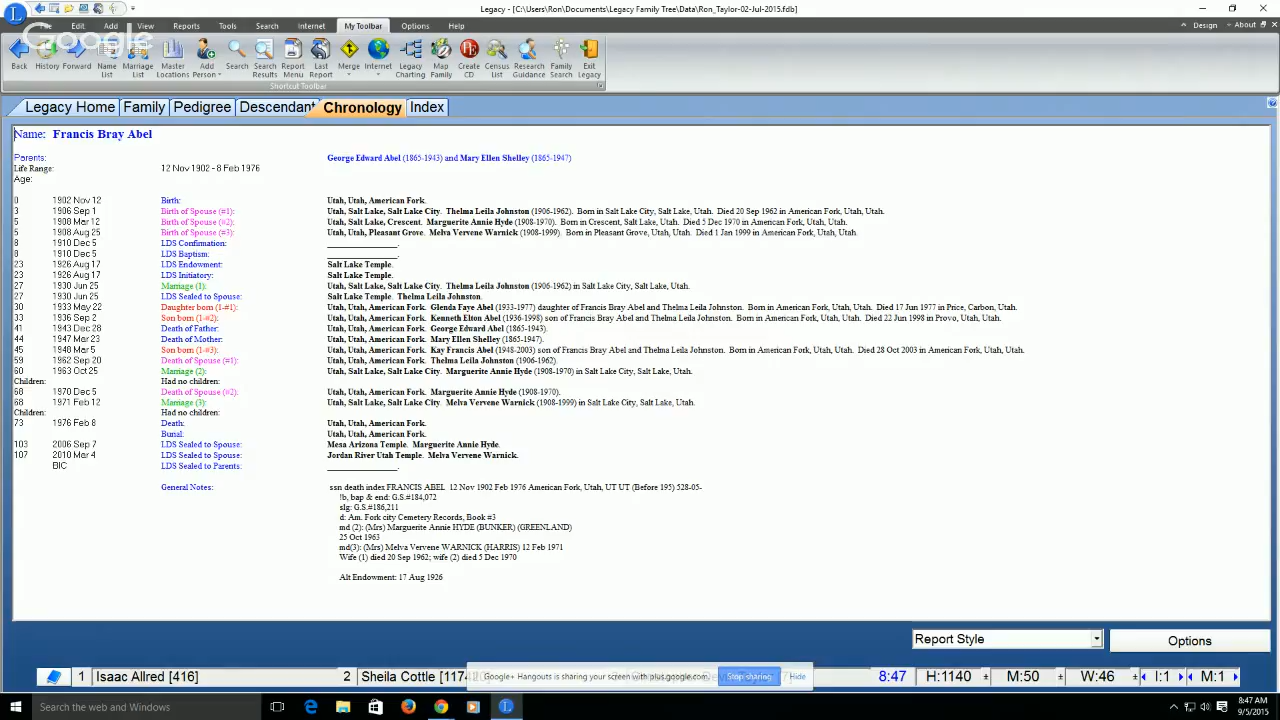 Legacy - [C:\Users\Ron\Documents\Legacy Family Tree\Data\Ron_Taylor-02-Jul-2015.fdb]
Edit Add View Reports Tools Search Internet My Toolbar Options Help Design About
Google
Back History Forward Name List Marriage List Master Locations Add Person Search Search Results Report Menu Last Report Merge Internet Legacy Charting Map Family Create CD Census List Research Guidance Family Search Exit Legacy
Shortcut Toolbar
Legacy Home Family Pedigree Descendant Chronology Index
Name: Francis Bray Abel
Parents: George Edward Abel (1865-1943) and Mary Ellen Shelley (1865-1947)
Life Range: 12 Nov 1902 - 8 Feb 1976
Age:
0 1902 Nov 12 Birth: Utah, Utah, American Fork.
3 1906 Sep 1 Birth of Spouse (#1): Utah, Salt Lake, Salt Lake City. Thelma Leila Johnston (1906-1962). Born in Salt Lake City, Salt Lake, Utah. Died 20 Sep 1962 in American Fork, Utah, Utah.
5 1908 Mar 12 Birth of Spouse (#2): Utah, Salt Lake, Crescent. Marguerite Annie Hyde (1908-1970). Born in Crescent, Salt Lake, Utah. Died 5 Dec 1970 in American Fork, Utah, Utah.
5 1908 Aug 25 Birth of Spouse (#3): Utah, Utah, Pleasant Grove. Melva Vervene Warnick (1908-1999). Born in Pleasant Grove, Utah, Utah. Died 1 Jan 1999 in American Fork, Utah, Utah.
8 1910 Dec 5 LDS Confirmation: ______________.
8 1910 Dec 5 LDS Baptism: ______________.
23 1926 Aug 17 LDS Endowment: Salt Lake Temple.
23 1926 Aug 17 LDS Initiatory: Salt Lake Temple.
27 1930 Jun 25 Marriage (1): Utah, Salt Lake, Salt Lake City. Thelma Leila Johnston (1906-1962) in Salt Lake City, Salt Lake, Utah.
27 1930 Jun 25 LDS Sealed to Spouse: Salt Lake Temple. Thelma Leila Johnston.
30 1933 May 22 Daughter born (1-#1): Utah, Utah, American Fork. Glenda Faye Abel (1933-1977) daughter of Francis Bray Abel and Thelma Leila Johnston. Born in American Fork, Utah, Utah. Died 17 Jun 1977 in Price, Carbon, Utah.
33 1936 Sep 2 Son born (1-#2): Utah, Utah, American Fork. Kenneth Elton Abel (1936-1998) son of Francis Bray Abel and Thelma Leila Johnston. Born in American Fork, Utah, Utah. Died 22 Jun 1998 in Provo, Utah, Utah.
41 1943 Dec 28 Death of Father: Utah, Utah, American Fork. George Edward Abel (1865-1943).
44 1947 Mar 23 Death of Mother: Utah, Utah, American Fork. Mary Ellen Shelley (1865-1947).
45 1948 Mar 5 Son born (1-#3): Utah, Utah, American Fork. Kay Francis Abel (1948-2003) son of Francis Bray Abel and Thelma Leila Johnston. Born in American Fork, Utah, Utah. Died 28 Oct 2003 in American Fork, Utah, Utah.
59 1962 Sep 20 Death of Spouse (#1): Utah, Utah, American Fork. Thelma Leila Johnston (1906-1962).
60 1963 Oct 25 Marriage (2): Utah, Salt Lake, Salt Lake City. Marguerite Annie Hyde (1908-1970) in Salt Lake City, Salt Lake, Utah.
Children: Had no children:
68 1970 Dec 5 Death of Spouse (#2): Utah, Utah, American Fork. Marguerite Annie Hyde (1908-1970).
68 1971 Feb 12 Marriage (3): Utah, Salt Lake, Salt Lake City. Melva Vervene Warnick (1908-1999) in Salt Lake City, Salt Lake, Utah.
Children: Had no children:
73 1976 Feb 8 Death: Utah, Utah, American Fork.
Burial: Utah, Utah, American Fork.
103 2006 Sep 7 LDS Sealed to Spouse: Mesa Arizona Temple. Marguerite Annie Hyde.
107 2010 Mar 4 LDS Sealed to Spouse: Jordan River Utah Temple. Melva Vervene Warnick.
BIC LDS Sealed to Parents: ______________.
General Notes: ssn death index FRANCIS ABEL 12 Nov 1902 Feb 1976 American Fork, Utah, UT UT (Before 195) 528-05-
!b, bap & end: G.S.#184,072
slg: G.S.#186,211
d: Am. Fork city Cemetery Records, Book #3
md (2): (Mrs) Marguerite Annie HYDE (BUNKER) (GREENLAND)
25 Oct 1963
md(3): (Mrs) Melva Vervene WARNICK (HARRIS) 12 Feb 1971
Wife (1) died 20 Sep 1962; wife (2) died 5 Dec 1970
Alt Endowment: 17 Aug 1926
Report Style Options
1 Isaac Allred [416] 2 Sheila Cottle Google+ Hangouts is sharing your screen with plus.google.com. Stop sharing Hide 8:47 H:1140 M:50 W:46 I:1 M:1
Search the web and Windows 8:47 AM
9/5/2015